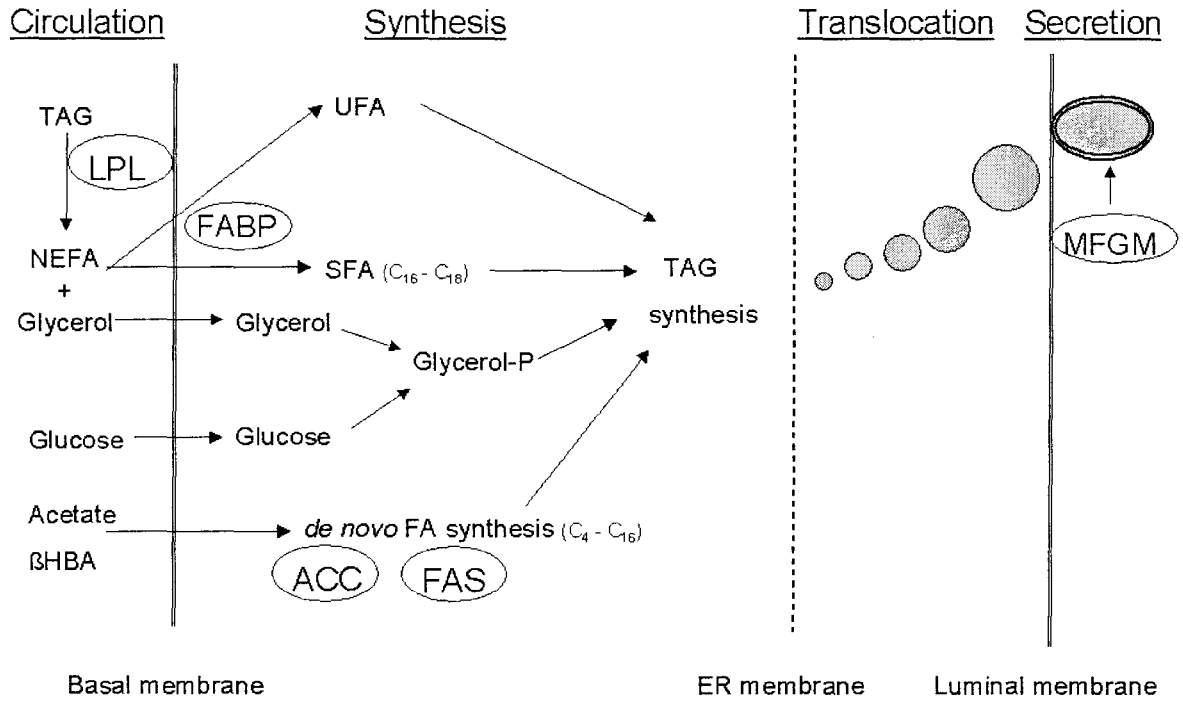 Circulation
Synthesis
Translocation
Secretion
TAG
UFA
LPL
FABP
MFGM
NEFA
SFA (C16 - C18)
TAG
+
synthesis
Glycerol
Glycerol
Glycerol-P
Glucose
Glucose
Acetate
de novo FA synthesis (C4 - C16)
ßHBA
ACC
FAS
Basal membrane
ER membrane
Luminal membrane